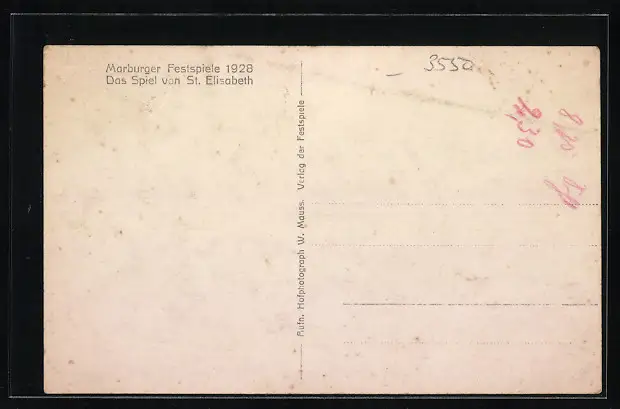 Marburger Festspiele 1928
Das Spiel von St. Elisabeth
Aufn. Hofphotograph W. Mauss. Verlag der Festspiele
3550